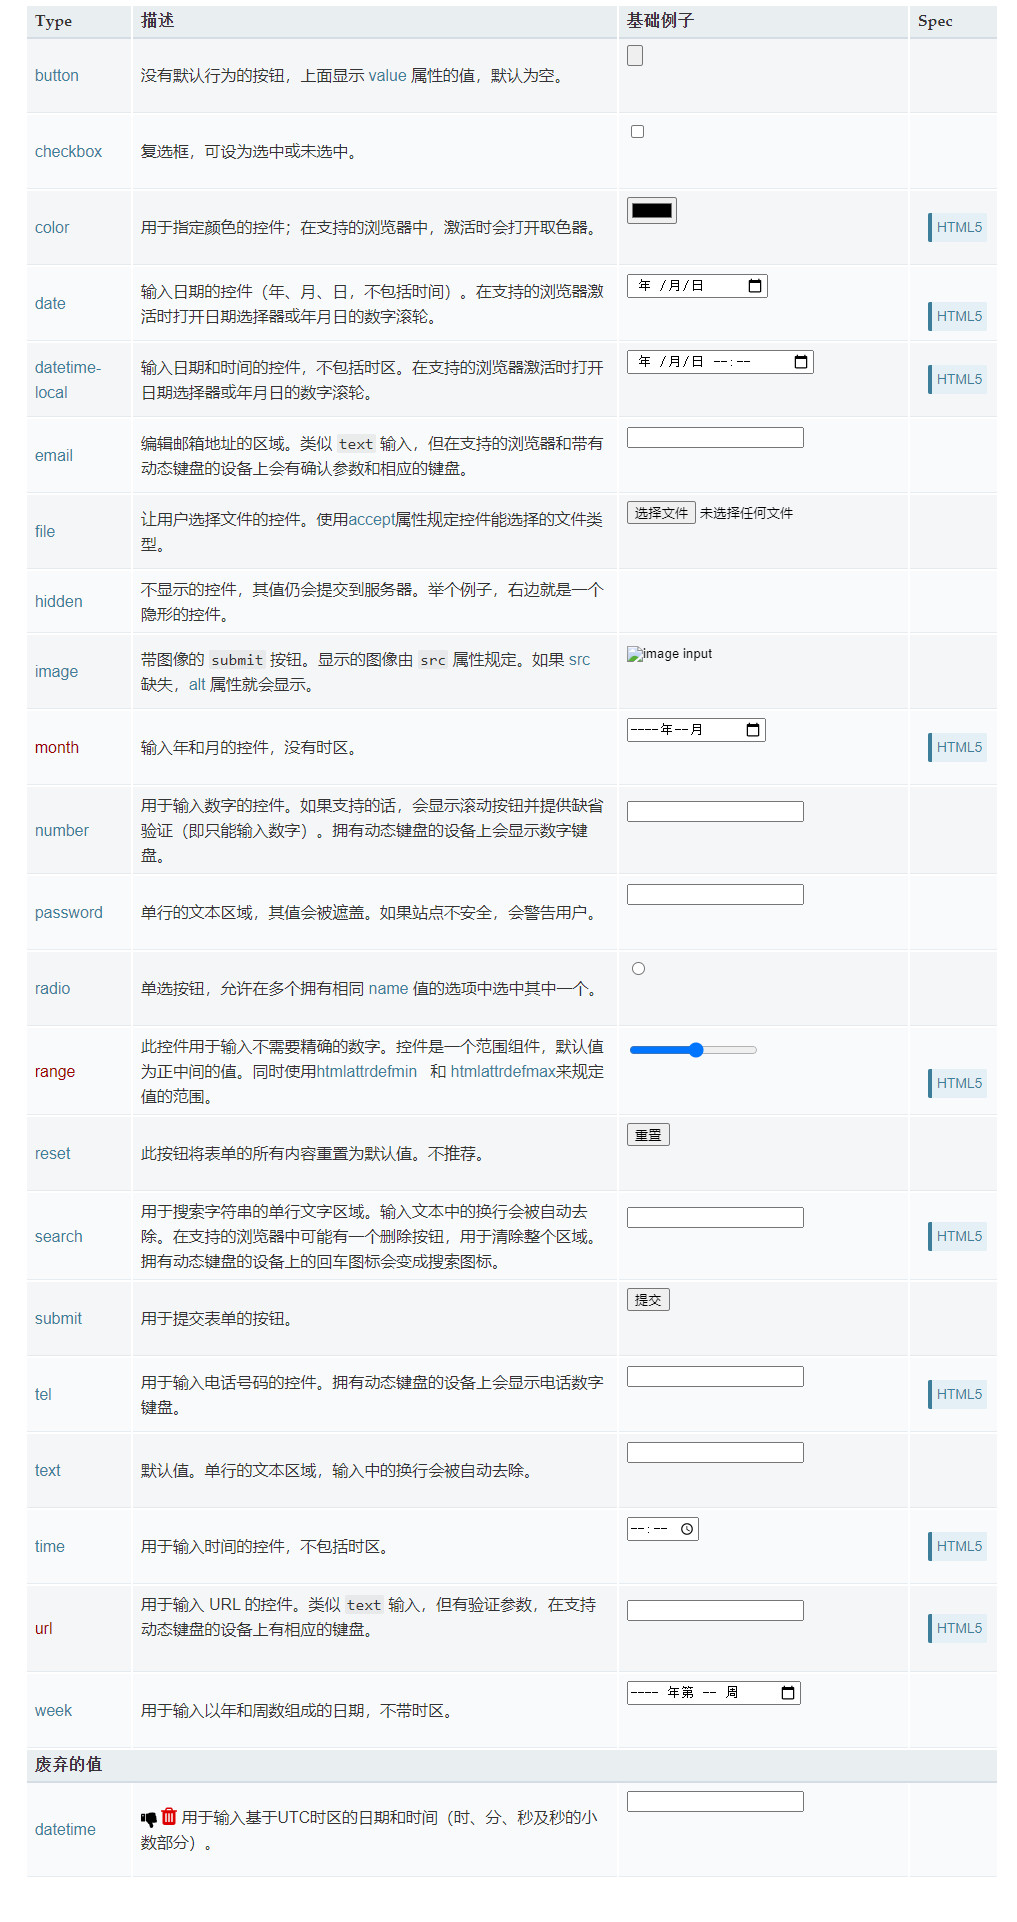 Type 描述 基础例子 Spec
button 没有默认行为的按钮，上面显示 value 属性的值，默认为空。
checkbox 复选框，可设为选中或未选中。
color 用于指定颜色的控件；在支持的浏览器中，激活时会打开取色器。 HTML5
date 输入日期的控件（年、月、日，不包括时间）。在支持的浏览器激
活时打开日期选择器或年月日的数字滚轮。 年 /月/日 HTML5
datetime-
local 输入日期和时间的控件，不包括时区。在支持的浏览器激活时打开
日期选择器或年月日的数字滚轮。 年 /月/日 --:-- HTML5
email 编辑邮箱地址的区域。类似 text 输入，但在支持的浏览器和带有
动态键盘的设备上会有确认参数和相应的键盘。
file 让用户选择文件的控件。使用accept属性规定控件能选择的文件类
型。 选择文件 未选择任何文件
hidden 不显示的控件，其值仍会提交到服务器。举个例子，右边就是一个
隐形的控件。
image 带图像的 submit 按钮。显示的图像由 src 属性规定。如果 src
缺失，alt 属性就会显示。 image input
month 输入年和月的控件，没有时区。 ----年--月 HTML5
number 用于输入数字的控件。如果支持的话，会显示滚动按钮并提供缺省
验证（即只能输入数字）。拥有动态键盘的设备上会显示数字键
盘。
password 单行的文本区域，其值会被遮盖。如果站点不安全，会警告用户。
radio 单选按钮，允许在多个拥有相同 name 值的选项中选中其中一个。
range 此控件用于输入不需要精确的数字。控件是一个范围组件，默认值
为正中间的值。同时使用htmlattrdefmin 和 htmlattrdefmax来规定
值的范围。 HTML5
reset 此按钮将表单的所有内容重置为默认值。不推荐。 重置
search 用于搜索字符串的单行文字区域。输入文本中的换行会被自动去
除。在支持的浏览器中可能有一个删除按钮，用于清除整个区域。
拥有动态键盘的设备上的回车图标会变成搜索图标。 HTML5
submit 用于提交表单的按钮。 提交
tel 用于输入电话号码的控件。拥有动态键盘的设备上会显示电话数字
键盘。 HTML5
text 默认值。单行的文本区域，输入中的换行会被自动去除。
time 用于输入时间的控件，不包括时区。 --:-- HTML5
url 用于输入 URL 的控件。类似 text 输入，但有验证参数，在支持
动态键盘的设备上有相应的键盘。 HTML5
week 用于输入以年和周数组成的日期，不带时区。 ---- 年第 -- 周
废弃的值
datetime 用于输入基于UTC时区的日期和时间（时、分、秒及秒的小
数部分）。